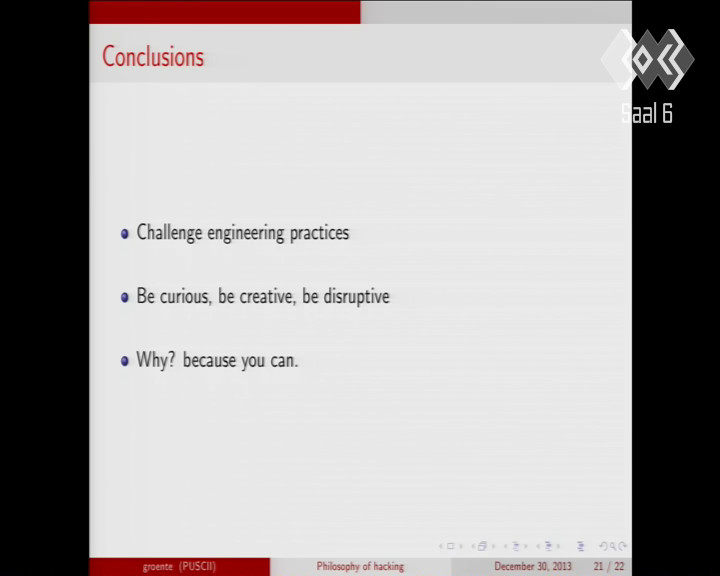 Conclusions
Saal 6
Challenge engineering practices
Be curious, be creative, be disruptive
Why? because you can.
groente (PUSCII)
Philosophy of hacking
December 30, 2013
21 / 22